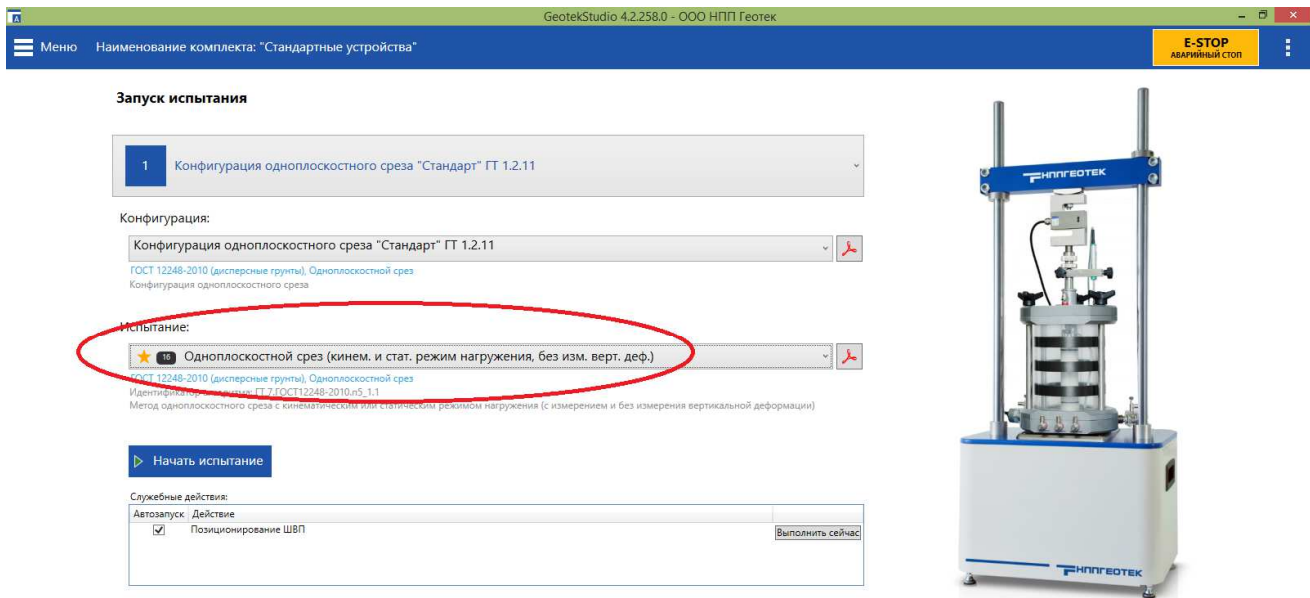 GeotekStudio 4.2.258.0 - ООО НПП Геотек
Меню Наименование комплекта: "Стандартные устройства"
E-STOP
АВАРИЙНЫЙ СТОП
Запуск испытания
1 Конфигурация одноплоскостного среза "Стандарт" ГТ 1.2.11
Конфигурация:
Конфигурация одноплоскостного среза "Стандарт" ГТ 1.2.11
ГОСТ 12248-2010 (дисперсные грунты), Одноплоскостной срез
Конфигурация одноплоскостного среза
Испытание:
16 Одноплоскостной срез (кинем. и стат. режим нагружения, без изм. верт. деф.)
ГОСТ 12248-2010 (дисперсные грунты), Одноплоскостной срез
Идентификатор ГТ.7.ГОСТ12248-2010.п5_1.1
Метод одноплоскостного среза с кинематическим или статическим режимом нагружения (с измерением и без измерения вертикальной деформации)
Начать испытание
Служебные действия:
Автозапуск Действие
Позиционирование ШВП Выполнить сейчас
НППГЕОТЕК
НППГЕОТЕК